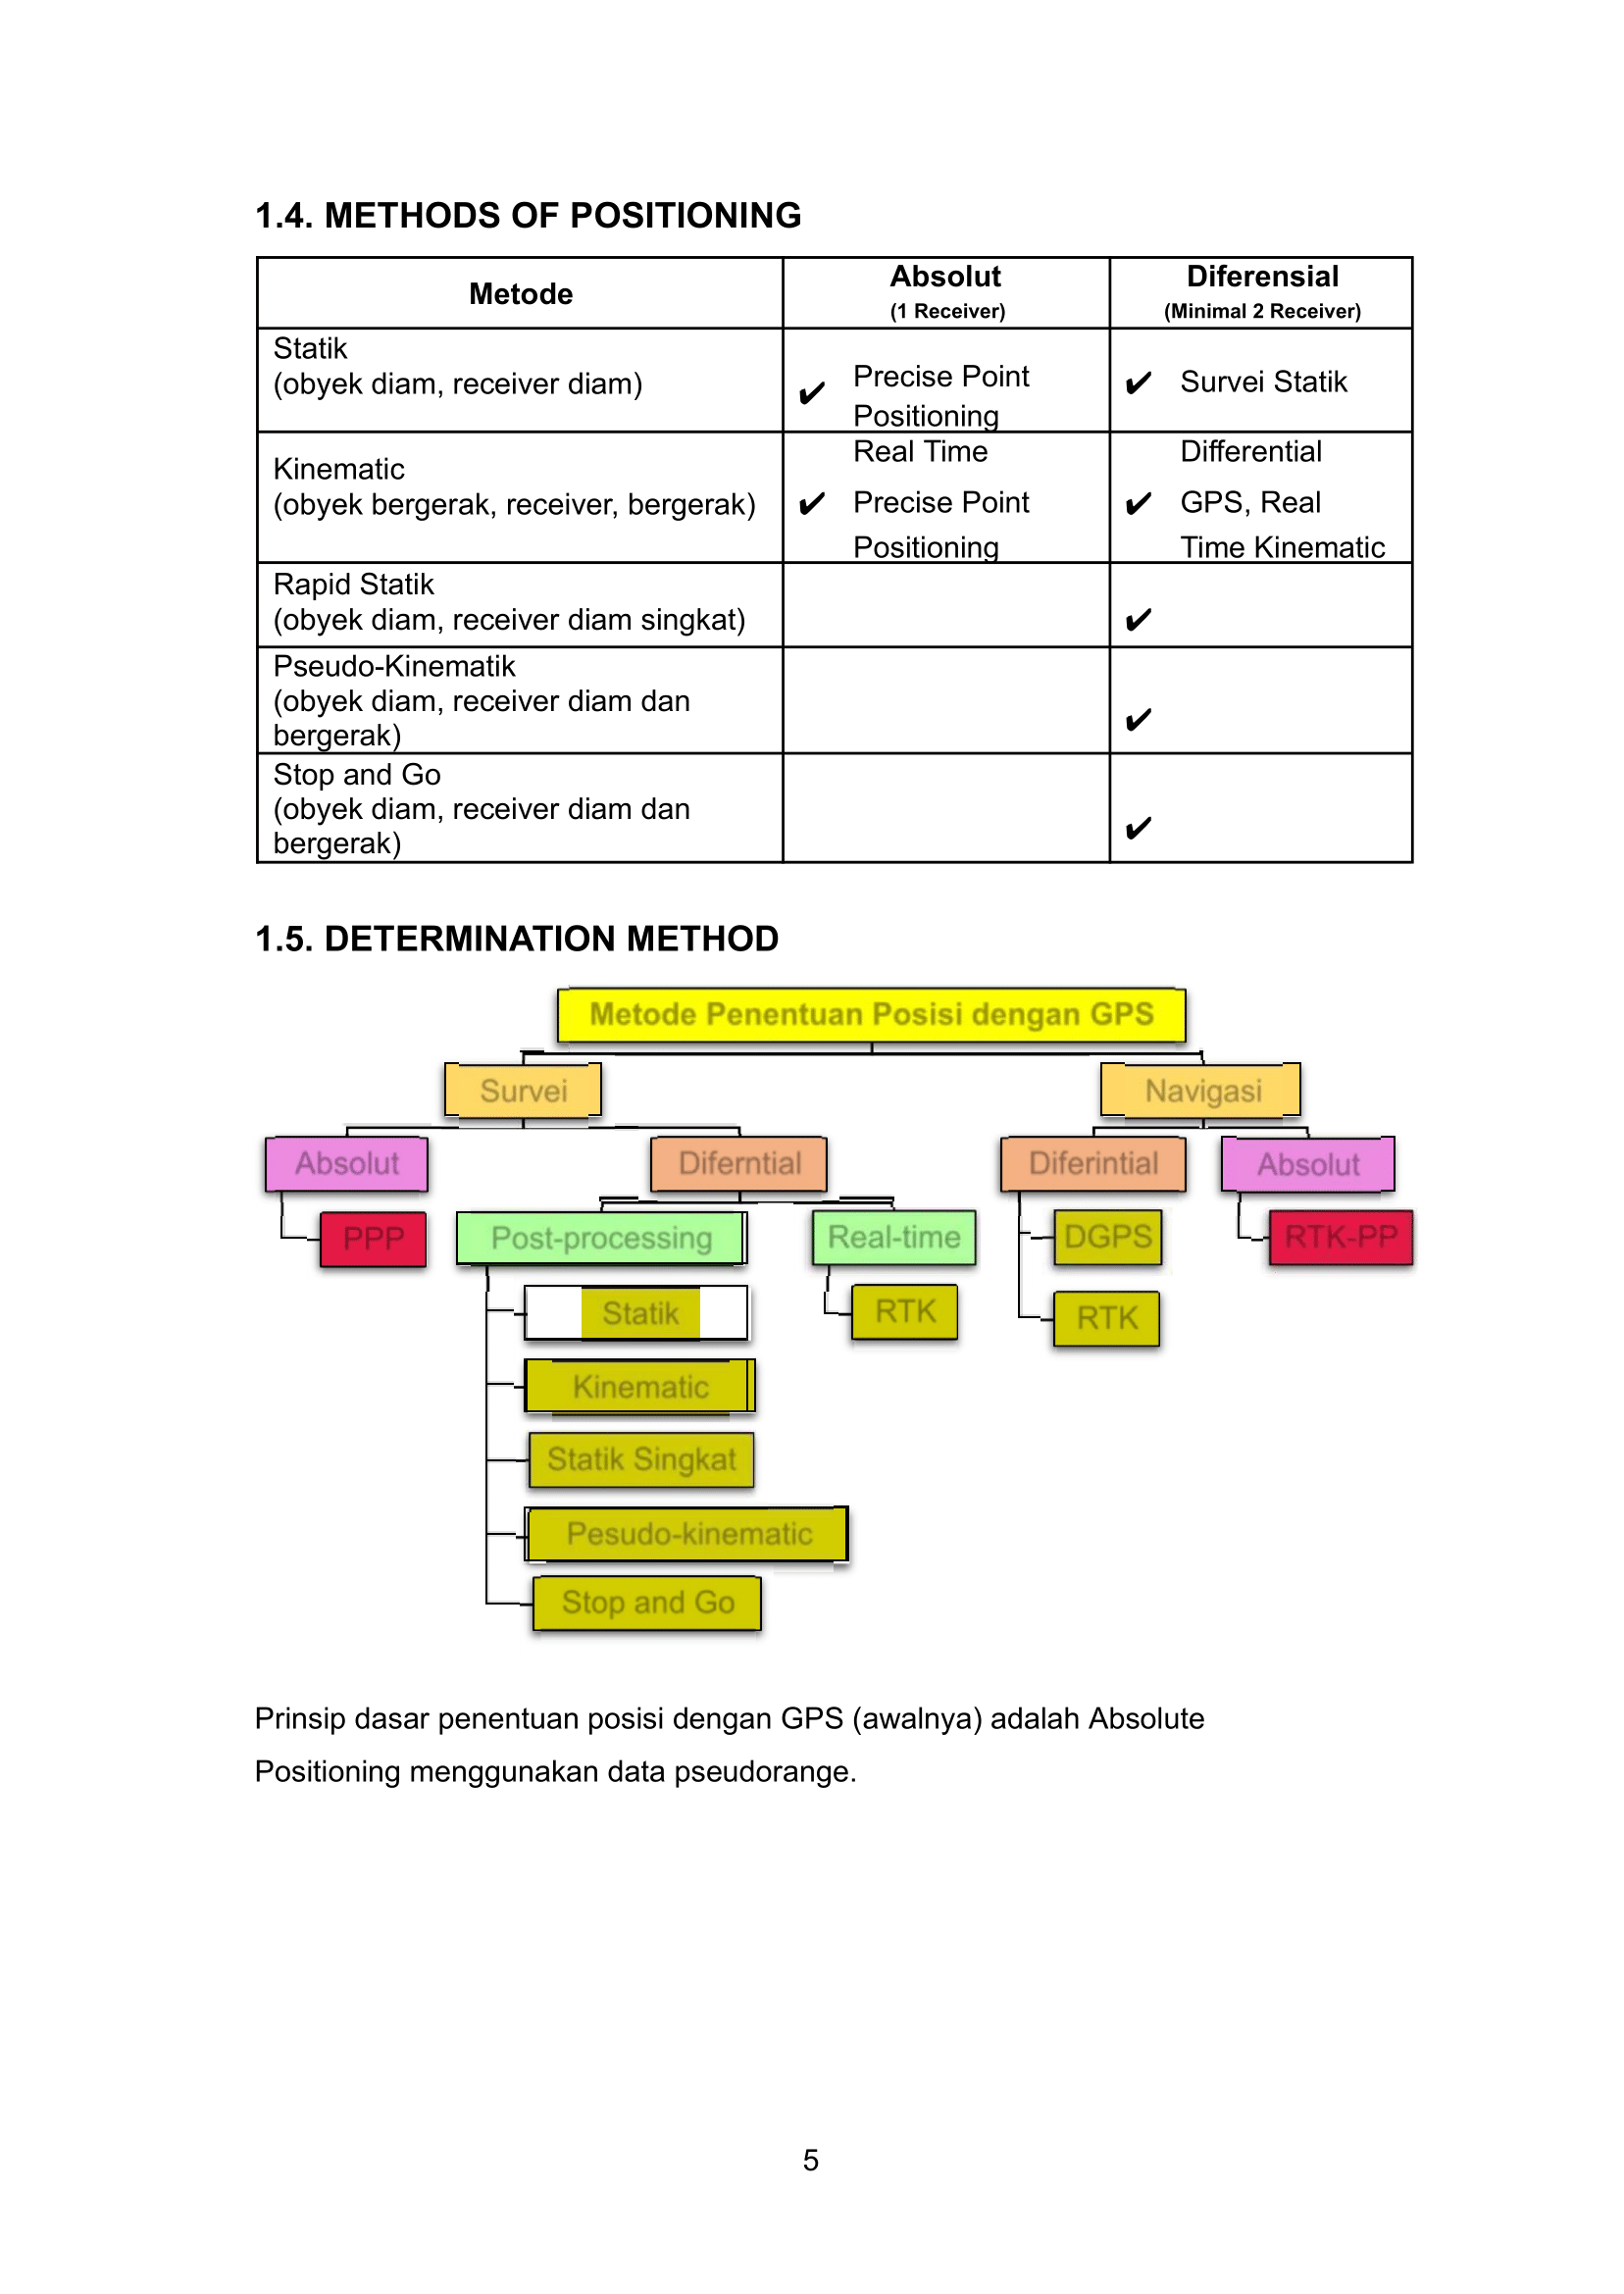 1.4. METHODS OF POSITIONING
Metode
Absolut
(1 Receiver)
Diferensial
(Minimal 2 Receiver)
Statik
(obyek diam, receiver diam)
✔ Precise Point
Positioning
✔ Survei Statik
Kinematic
(obyek bergerak, receiver, bergerak)
Real Time
✔ Precise Point
Positioning
Differential
✔ GPS, Real
Time Kinematic
Rapid Statik
(obyek diam, receiver diam singkat)
✔
Pseudo-Kinematik
(obyek diam, receiver diam dan
bergerak)
✔
Stop and Go
(obyek diam, receiver diam dan
bergerak)
✔
1.5. DETERMINATION METHOD
Metode Penentuan Posisi dengan GPS
Survei
Navigasi
Absolut
Diferntial
Diferintial
Absolut
PPP
Post-processing
Real-time
DGPS
RTK-PP
Statik
RTK
RTK
Kinematic
Statik Singkat
Pesudo-kinematic
Stop and Go
Prinsip dasar penentuan posisi dengan GPS (awalnya) adalah Absolute
Positioning menggunakan data pseudorange.
5